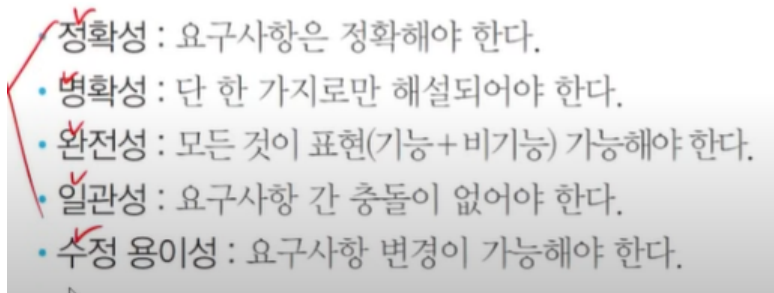 • 정확성 : 요구사항은 정확해야 한다.
• 명확성 : 단 한 가지로만 해설되어야 한다.
• 완전성 : 모든 것이 표현(기능+비기능) 가능해야 한다.
• 일관성 : 요구사항 간 충돌이 없어야 한다.
• 수정 용이성 : 요구사항 변경이 가능해야 한다.